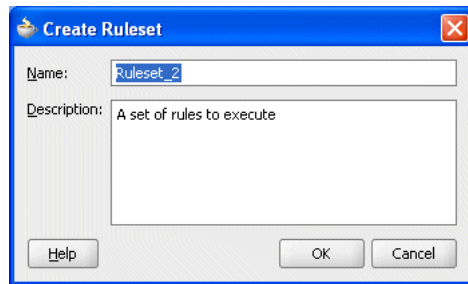 Create Ruleset
Name: Ruleset_2
Description: A set of rules to execute
Help OK Cancel